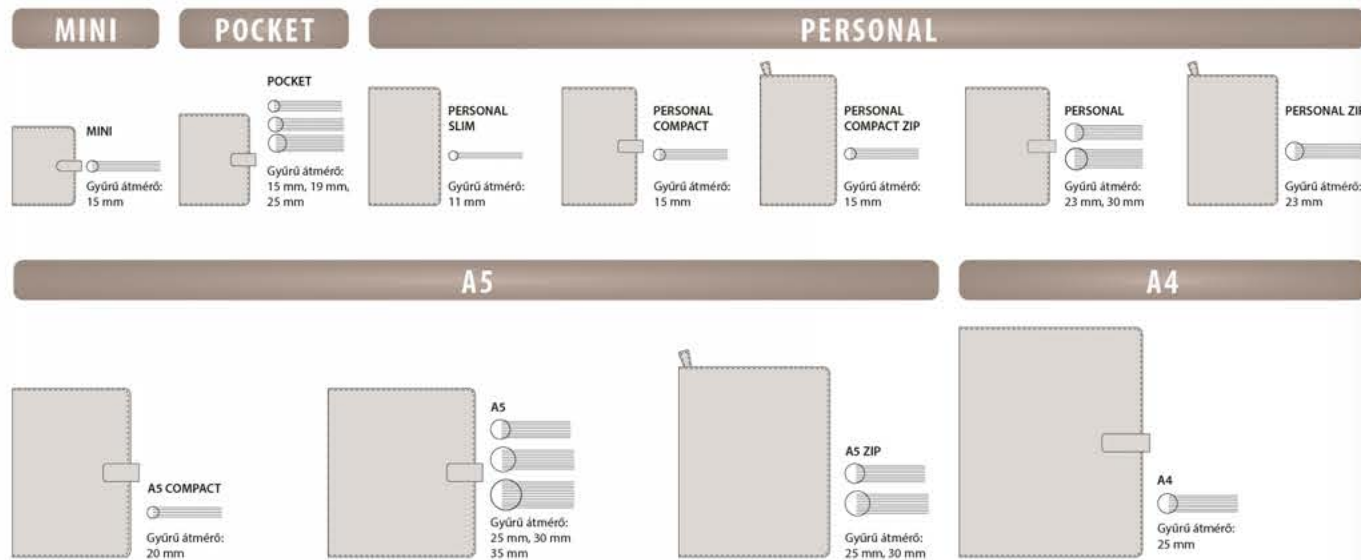 MINI
POCKET
PERSONAL
MINI
Gyűrű átmérő:
15 mm
POCKET
Gyűrű átmérő:
15 mm, 19 mm,
25 mm
PERSONAL
SLIM
Gyűrű átmérő:
11 mm
PERSONAL
COMPACT
Gyűrű átmérő:
15 mm
PERSONAL
COMPACT ZIP
Gyűrű átmérő:
15 mm
PERSONAL
Gyűrű átmérő:
23 mm, 30 mm
PERSONAL ZIP
Gyűrű átmérő:
23 mm
A5
A4
A5 COMPACT
Gyűrű átmérő:
20 mm
A5
Gyűrű átmérő:
25 mm, 30 mm
35 mm
A5 ZIP
Gyűrű átmérő:
25 mm, 30 mm
A4
Gyűrű átmérő:
25 mm